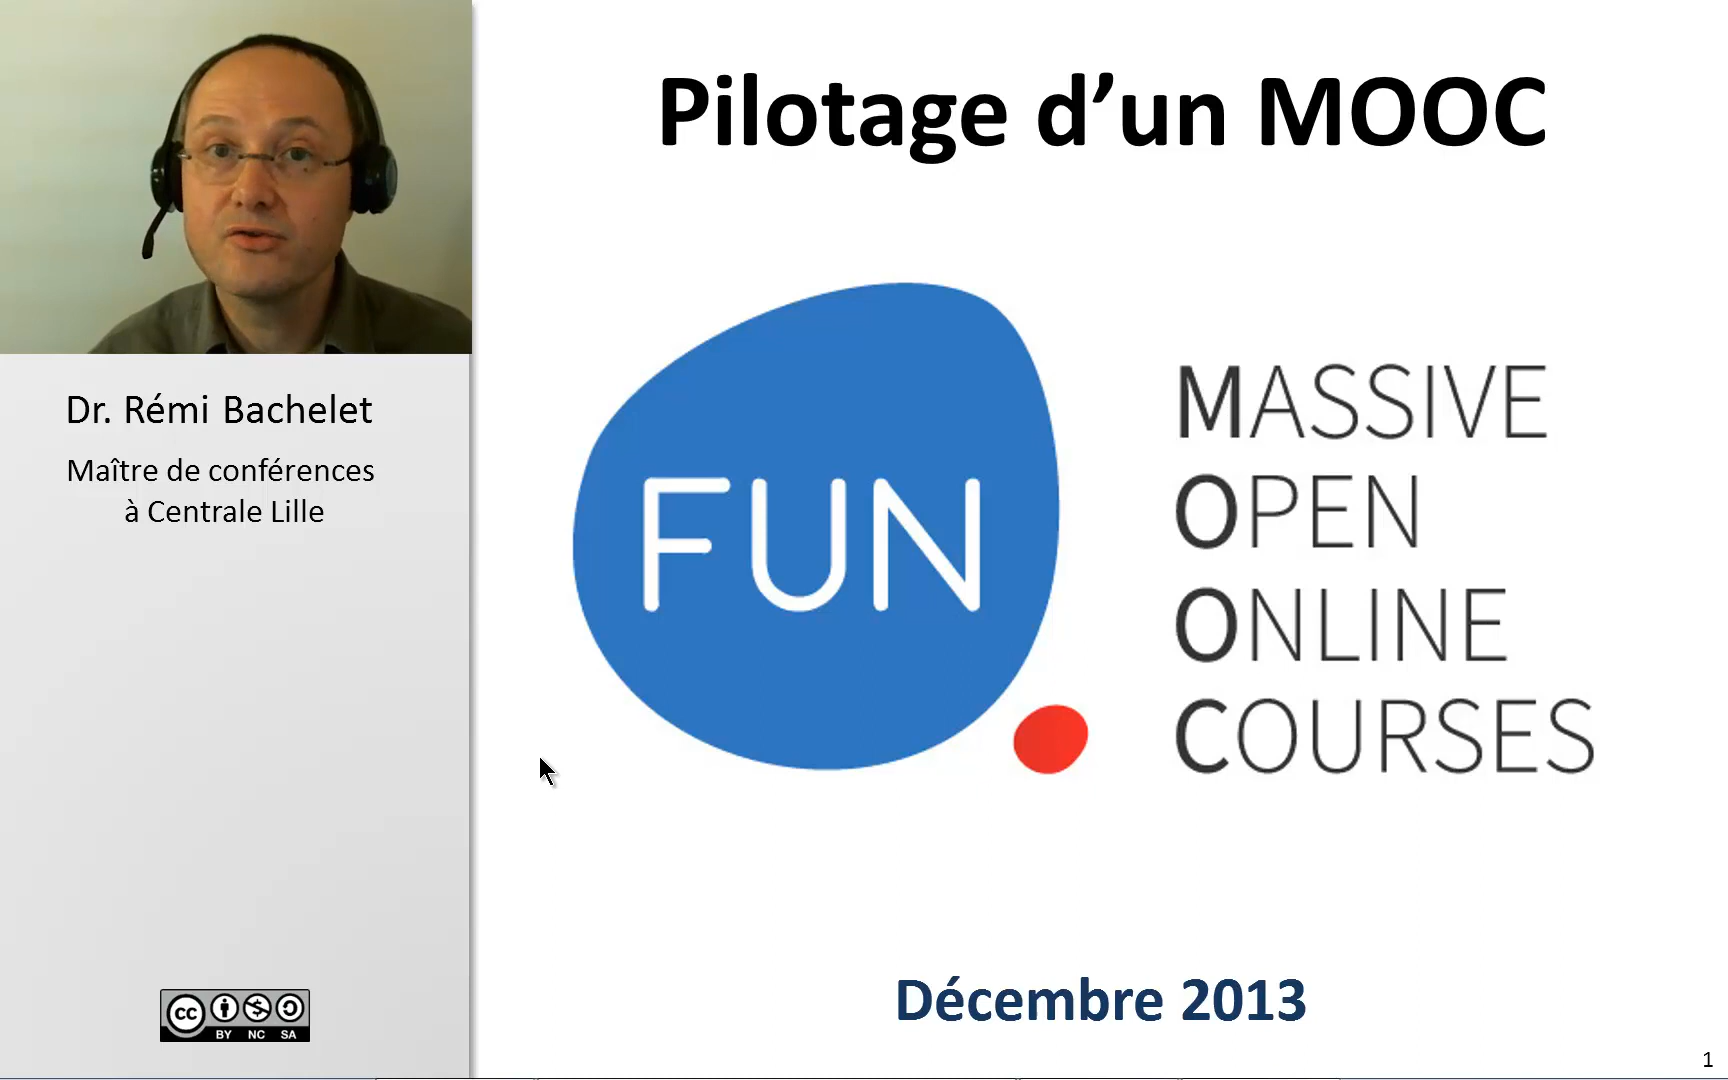 Pilotage d’un MOOC
Dr. Rémi Bachelet
Maître de conférences
à Centrale Lille
FUN
MASSIVE
OPEN
ONLINE
COURSES
cc
BY NC SA
Décembre 2013
1